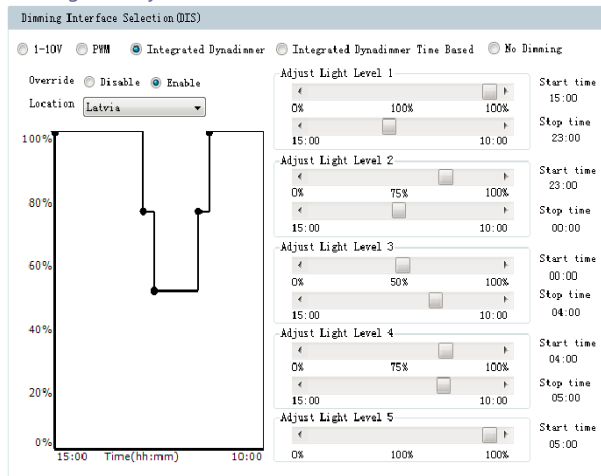 Dimming Interface Selection(DIS)
1-10V PWM Integrated Dynadimmer Integrated Dynadimmer Time Based No Dimming
Override Disable Enable
Location Latvia
100%
80%
60%
40%
20%
0%
15:00 Time(hh:mm) 10:00
Adjust Light Level 1
0% 100% 100%
15:00 10:00
Start time
15:00
Stop time
23:00
Adjust Light Level 2
0% 75% 100%
15:00 10:00
Start time
23:00
Stop time
00:00
Adjust Light Level 3
0% 50% 100%
15:00 10:00
Start time
00:00
Stop time
04:00
Adjust Light Level 4
0% 75% 100%
15:00 10:00
Start time
04:00
Stop time
05:00
Adjust Light Level 5
0% 100% 100%
Start time
05:00